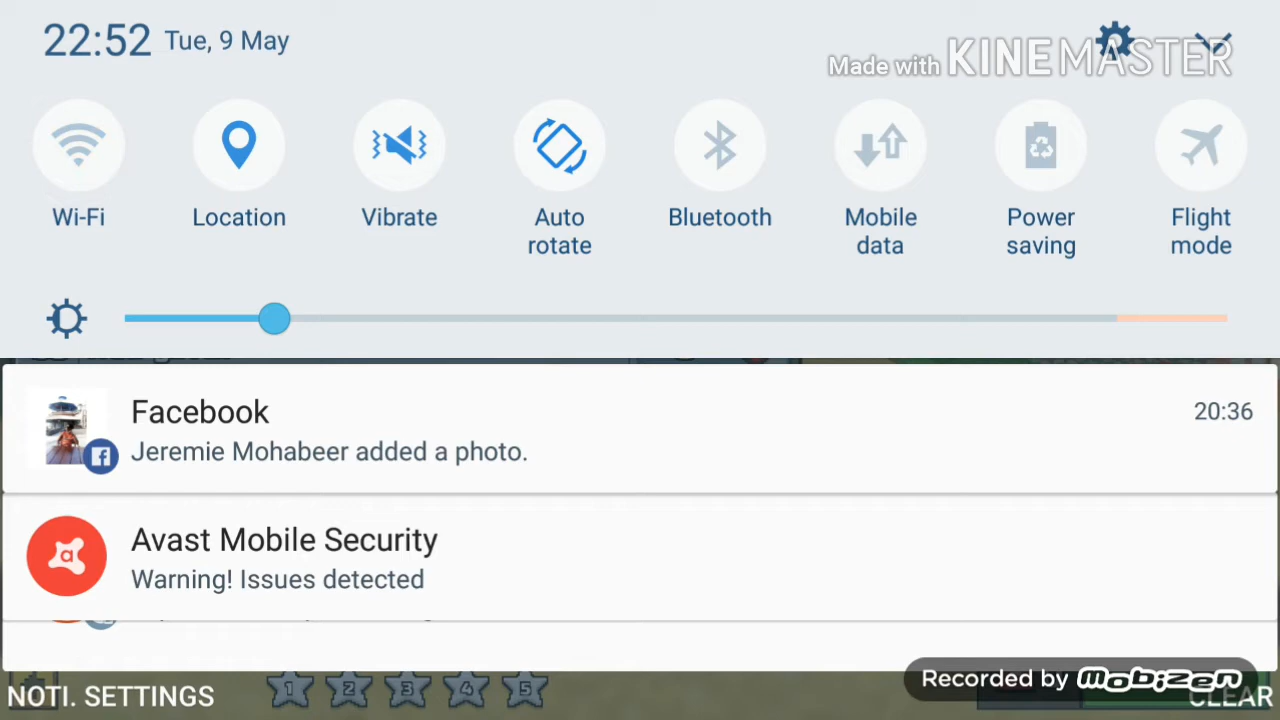 22:52 Tue, 9 May
Made with KINEMASTER
Wi-Fi
Location
Vibrate
Auto
rotate
Bluetooth
Mobile
data
Power
saving
Flight
mode
Facebook
20:36
Jeremie Mohabeer added a photo.
Avast Mobile Security
Warning! Issues detected
1 2 3 4 5
Recorded by mobizen
NOTI. SETTINGS
CLEAR